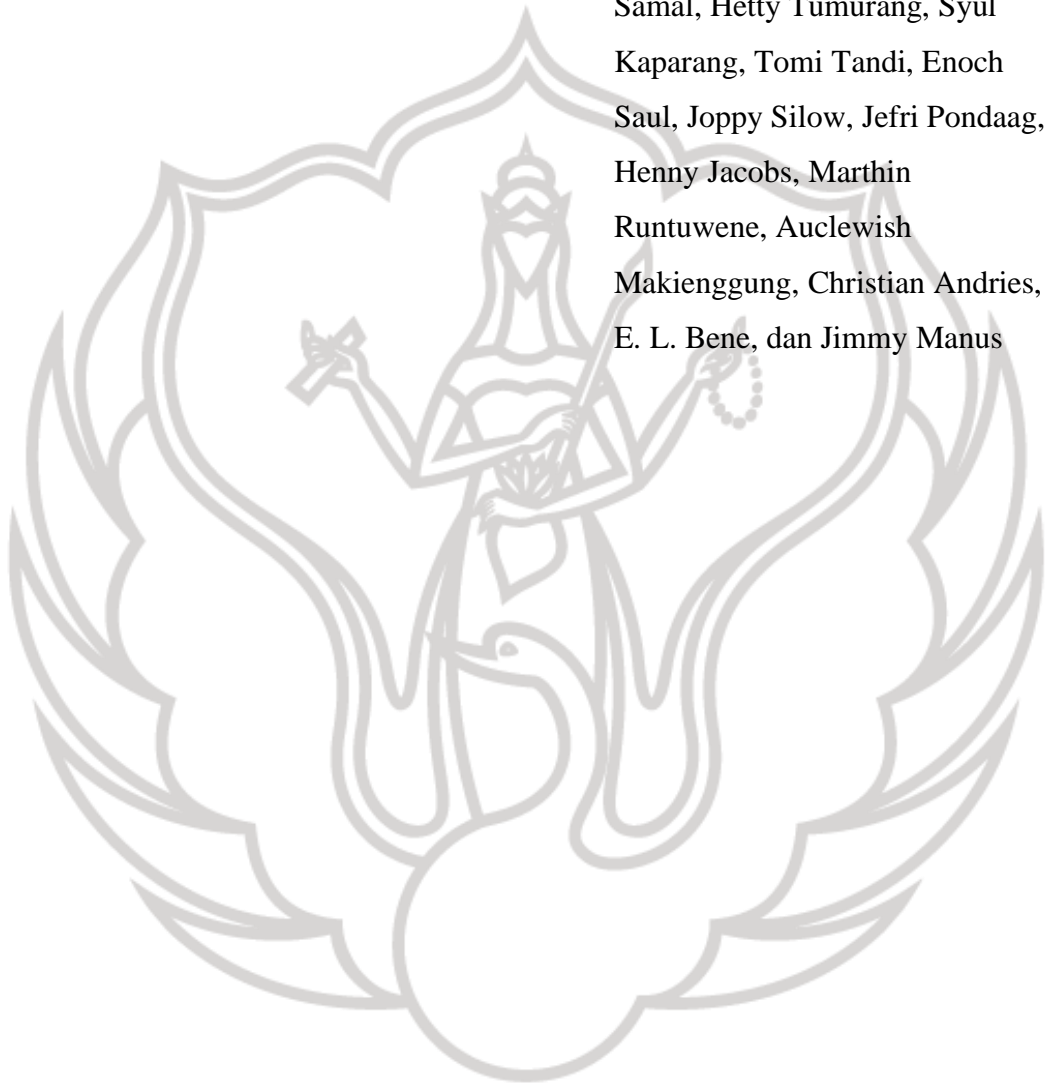 Samal, Hetty Tumurang, Syul
Kaparang, Tomi Tandi, Enoch
Saul, Joppy Silow, Jefri Pondaag,
Henny Jacobs, Marthin
Runtuwene, Auclewish
Makienggung, Christian Andries,
E. L. Bene, dan Jimmy Manus